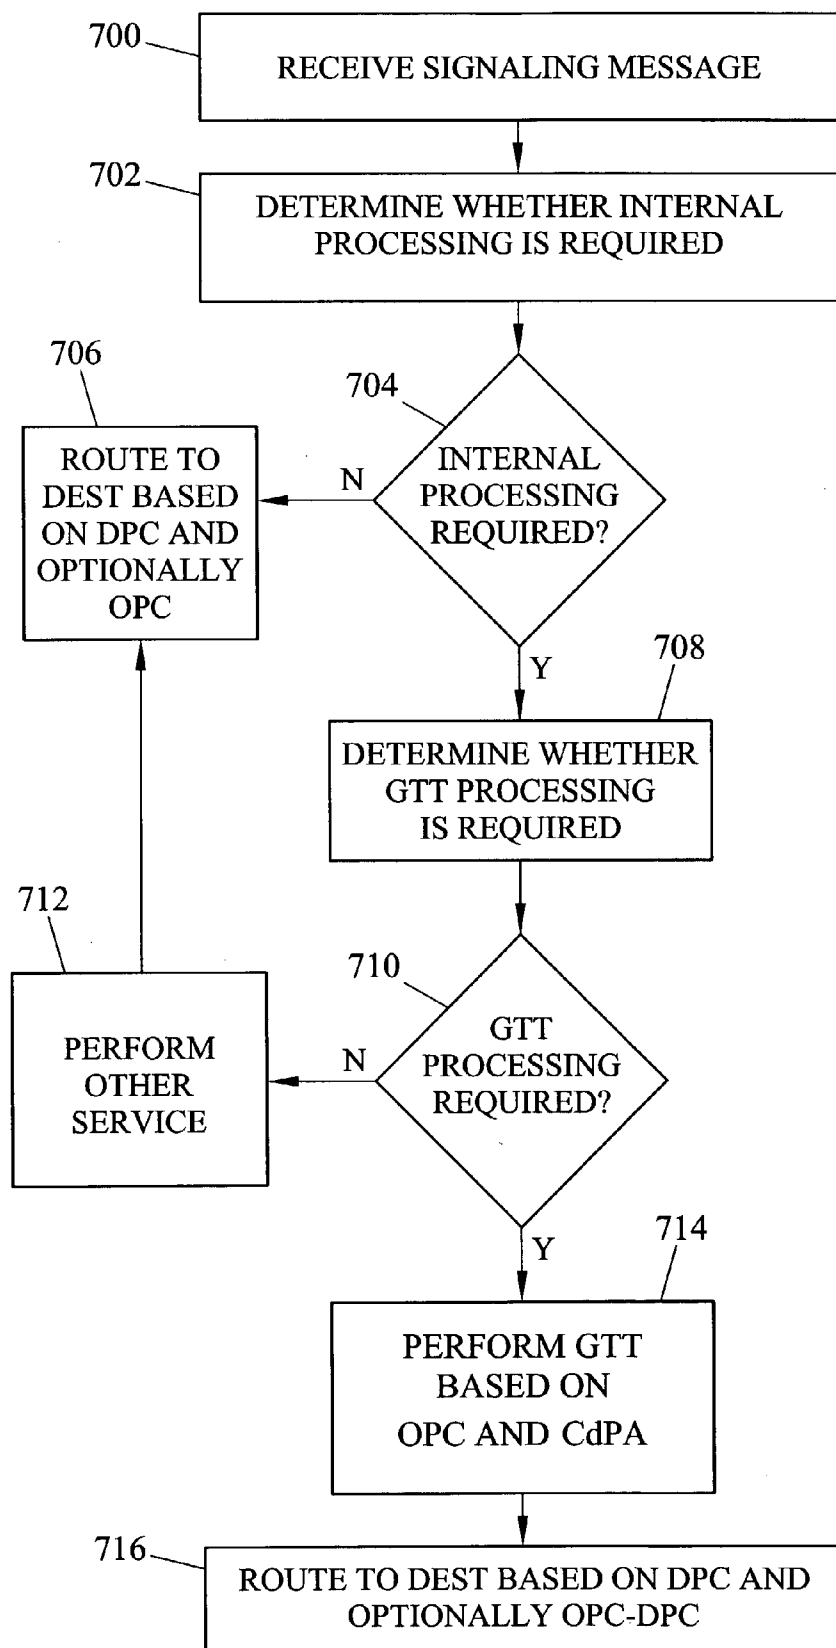 700
RECEIVE SIGNALING MESSAGE
702
DETERMINE WHETHER INTERNAL
PROCESSING IS REQUIRED
706
704
ROUTE TO
DEST BASED
ON DPC AND
OPTIONALLY
OPC
N
INTERNAL
PROCESSING
REQUIRED?
Y
708
DETERMINE WHETHER
GTT PROCESSING
IS REQUIRED
712
710
PERFORM
OTHER
SERVICE
N
GTT
PROCESSING
REQUIRED?
Y
714
PERFORM GTT
BASED ON
OPC AND CdPA
716
ROUTE TO DEST BASED ON DPC AND
OPTIONALLY OPC-DPC